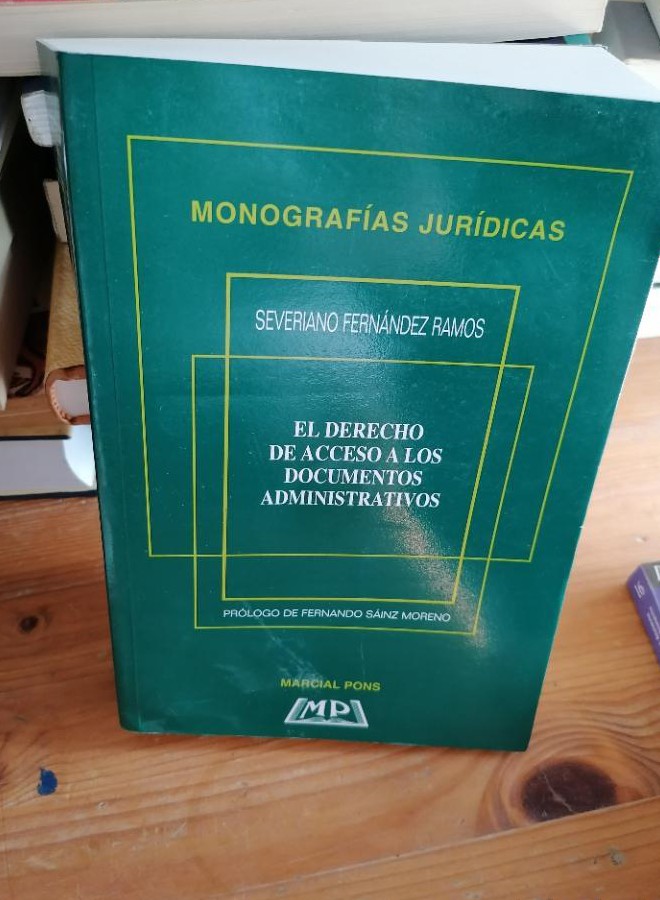 MONOGRAFÍAS JURÍDICAS
SEVERIANO FERNÁNDEZ RAMOS
EL DERECHO
DE ACCESO A LOS
DOCUMENTOS
ADMINISTRATIVOS
PRÓLOGO DE FERNANDO SÁINZ MORENO
MARCIAL PONS
MP